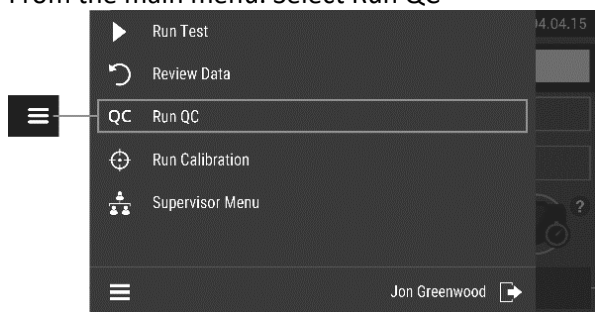 From the main menu: Select Run QC
Run Test
04.04.15
Review Data
QC Run QC
Run Calibration
Supervisor Menu
?
Jon Greenwood